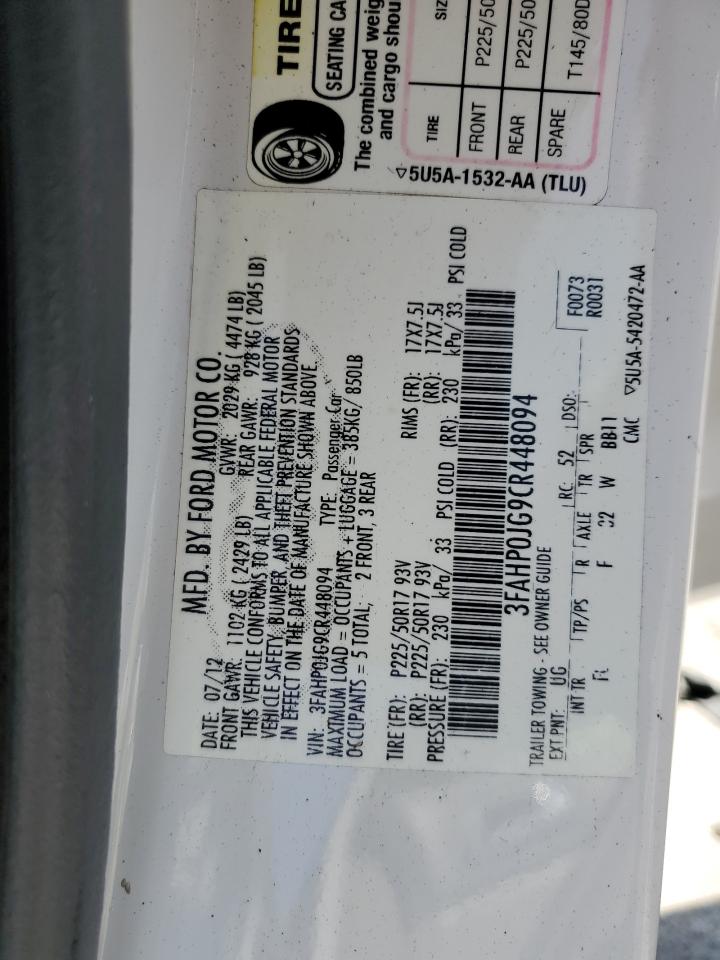 TIRE
SEATING CA
The combined weig
and cargo shou
TIRE SIZ
FRONT P225/50
REAR P225/50
SPARE T145/80D
5U5A-1532-AA (TLU)
MFD. BY FORD MOTOR CO.
DATE: 07/12 GVWR: 2029 KG ( 4474 LB)
FRONT GAWR: 1102 KG ( 2429 LB) REAR GAWR: 928 KG ( 2045 LB)
THIS VEHICLE CONFORMS TO ALL APPLICABLE FEDERAL MOTOR
VEHICLE SAFETY, BUMPER, AND THEFT PREVENTION STANDARDS
IN EFFECT ON THE DATE OF MANUFACTURE SHOWN ABOVE.
VIN: 3FAHP0JG9CR448094 TYPE: Passenger Car
MAXIMUM LOAD = OCCUPANTS + LUGGAGE = 385KG/ 850LB
OCCUPANTS = 5 TOTAL; 2 FRONT, 3 REAR
TIRE (FR): P225/50R17 93V RIMS (FR): 17X7.5J
(RR): P225/50R17 93V (RR): 17X7.5J
PRESSURE (FR): 230 kPa/ 33 PSI COLD (RR): 230 kPa/ 33 PSI COLD
3FAHP0JG9CR448094
TRAILER TOWING - SEE OWNER GUIDE
EXT PNT: UG RC: 52 DSO: F0073
R0031
INT TR TP/PS R AXLE TR SPR
F 32 W BB11
CMC 5U5A-5420472-AA